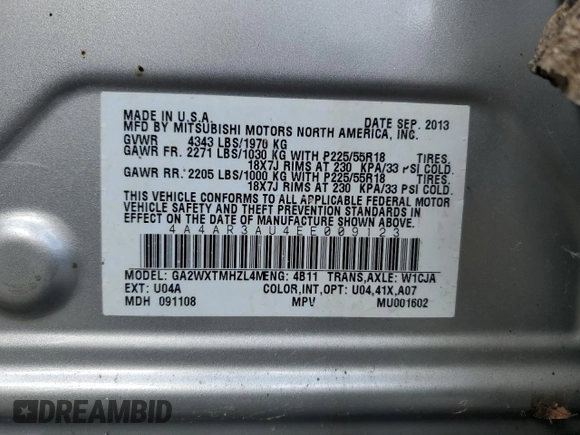 MADE IN U.S.A. DATE SEP. 2013
MFD BY MITSUBISHI MOTORS NORTH AMERICA, INC.
GVWR 4343 LBS/1970 KG
GAWR FR. 2271 LBS/1030 KG WITH P225/55R18 TIRES.
18X7J RIMS AT 230 KPA/33 PSI COLD.
GAWR RR. 2205 LBS/1000 KG WITH P225/55R18 TIRES.
18X7J RIMS AT 230 KPA/33 PSI COLD.
THIS VEHICLE CONFORMS TO ALL APPLICABLE FEDERAL MOTOR
VEHICLE SAFETY AND THEFT PREVENTION STANDARDS IN
EFFECT ON THE DATE OF MANUFACTURE SHOWN ABOVE.
4A4AR3AU4EE009123
MODEL: GA2WXTMHZL4M ENG: 4B11 TRANS,AXLE: W1CJA
EXT: U04A COLOR,INT,OPT: U04,41X,A07
MDH 091108 MPV MU001602
DREAMBID